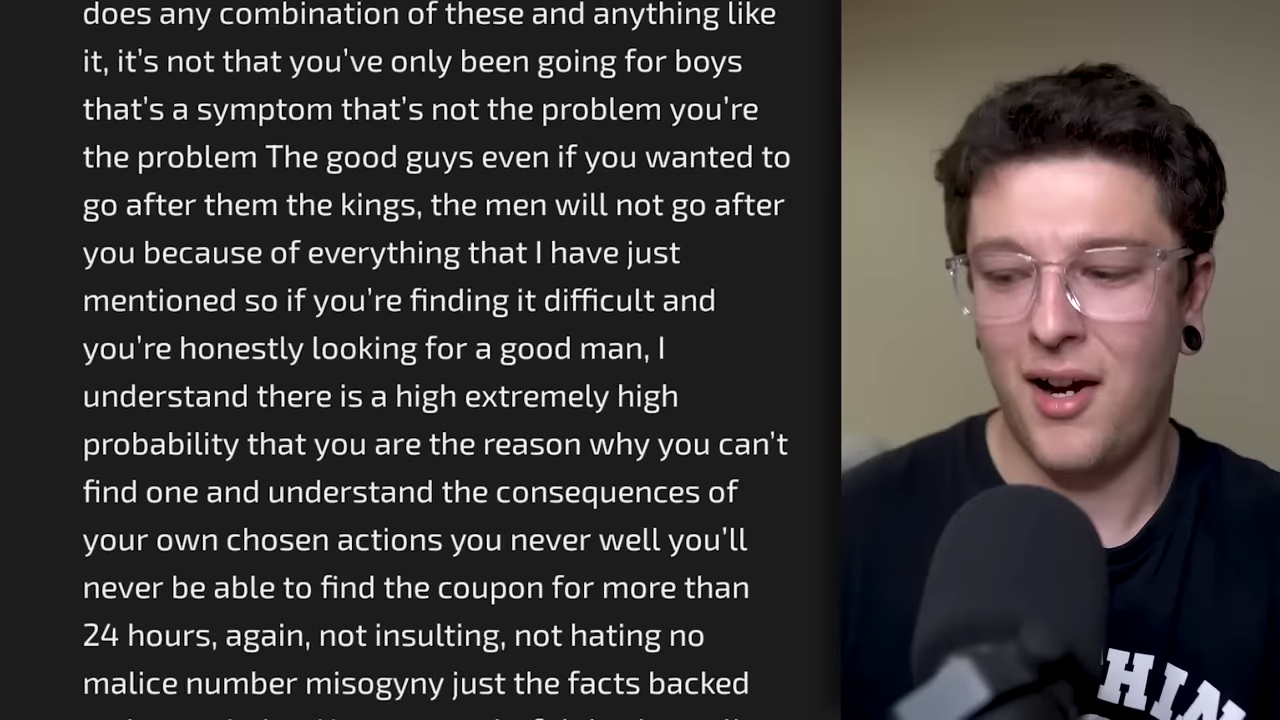 does any combination of these and anything like
it, it’s not that you’ve only been going for boys
that’s a symptom that’s not the problem you’re
the problem The good guys even if you wanted to
go after them the kings, the men will not go after
you because of everything that I have just
mentioned so if you’re finding it difficult and
you’re honestly looking for a good man, I
understand there is a high extremely high
probability that you are the reason why you can’t
find one and understand the consequences of
your own chosen actions you never well you’ll
never be able to find the coupon for more than
24 hours, again, not insulting, not hating no
malice number misogyny just the facts backed
HIN